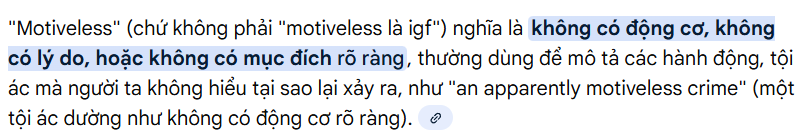 "Motiveless" (chứ không phải "motiveless là igf") nghĩa là không có động cơ, không
có lý do, hoặc không có mục đích rõ ràng, thường dùng để mô tả các hành động, tội
ác mà người ta không hiểu tại sao lại xảy ra, như "an apparently motiveless crime" (một
tội ác dường như không có động cơ rõ ràng).